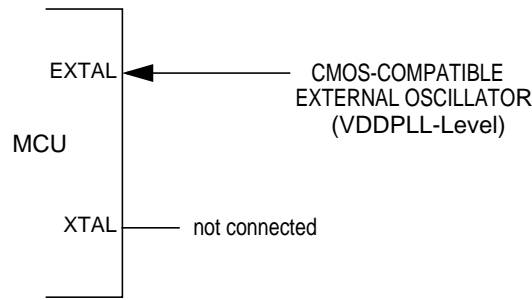 EXTAL
CMOS-COMPATIBLE
EXTERNAL OSCILLATOR
(VDDPLL-Level)
MCU
XTAL
not connected